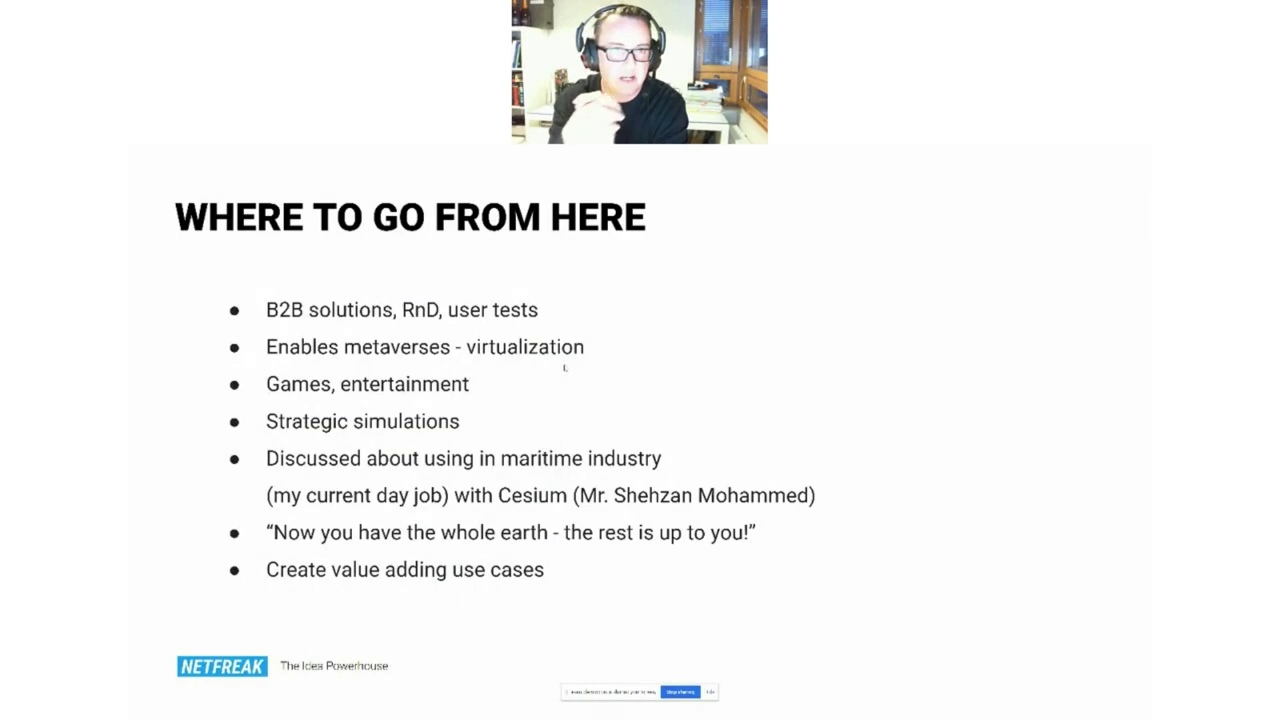 WHERE TO GO FROM HERE
● B2B solutions, RnD, user tests
● Enables metaverses - virtualization
● Games, entertainment
● Strategic simulations
● Discussed about using in maritime industry
(my current day job) with Cesium (Mr. Shehzan Mohammed)
● “Now you have the whole earth - the rest is up to you!”
● Create value adding use cases
NETFREAK The Idea Powerhouse
Stop sharing